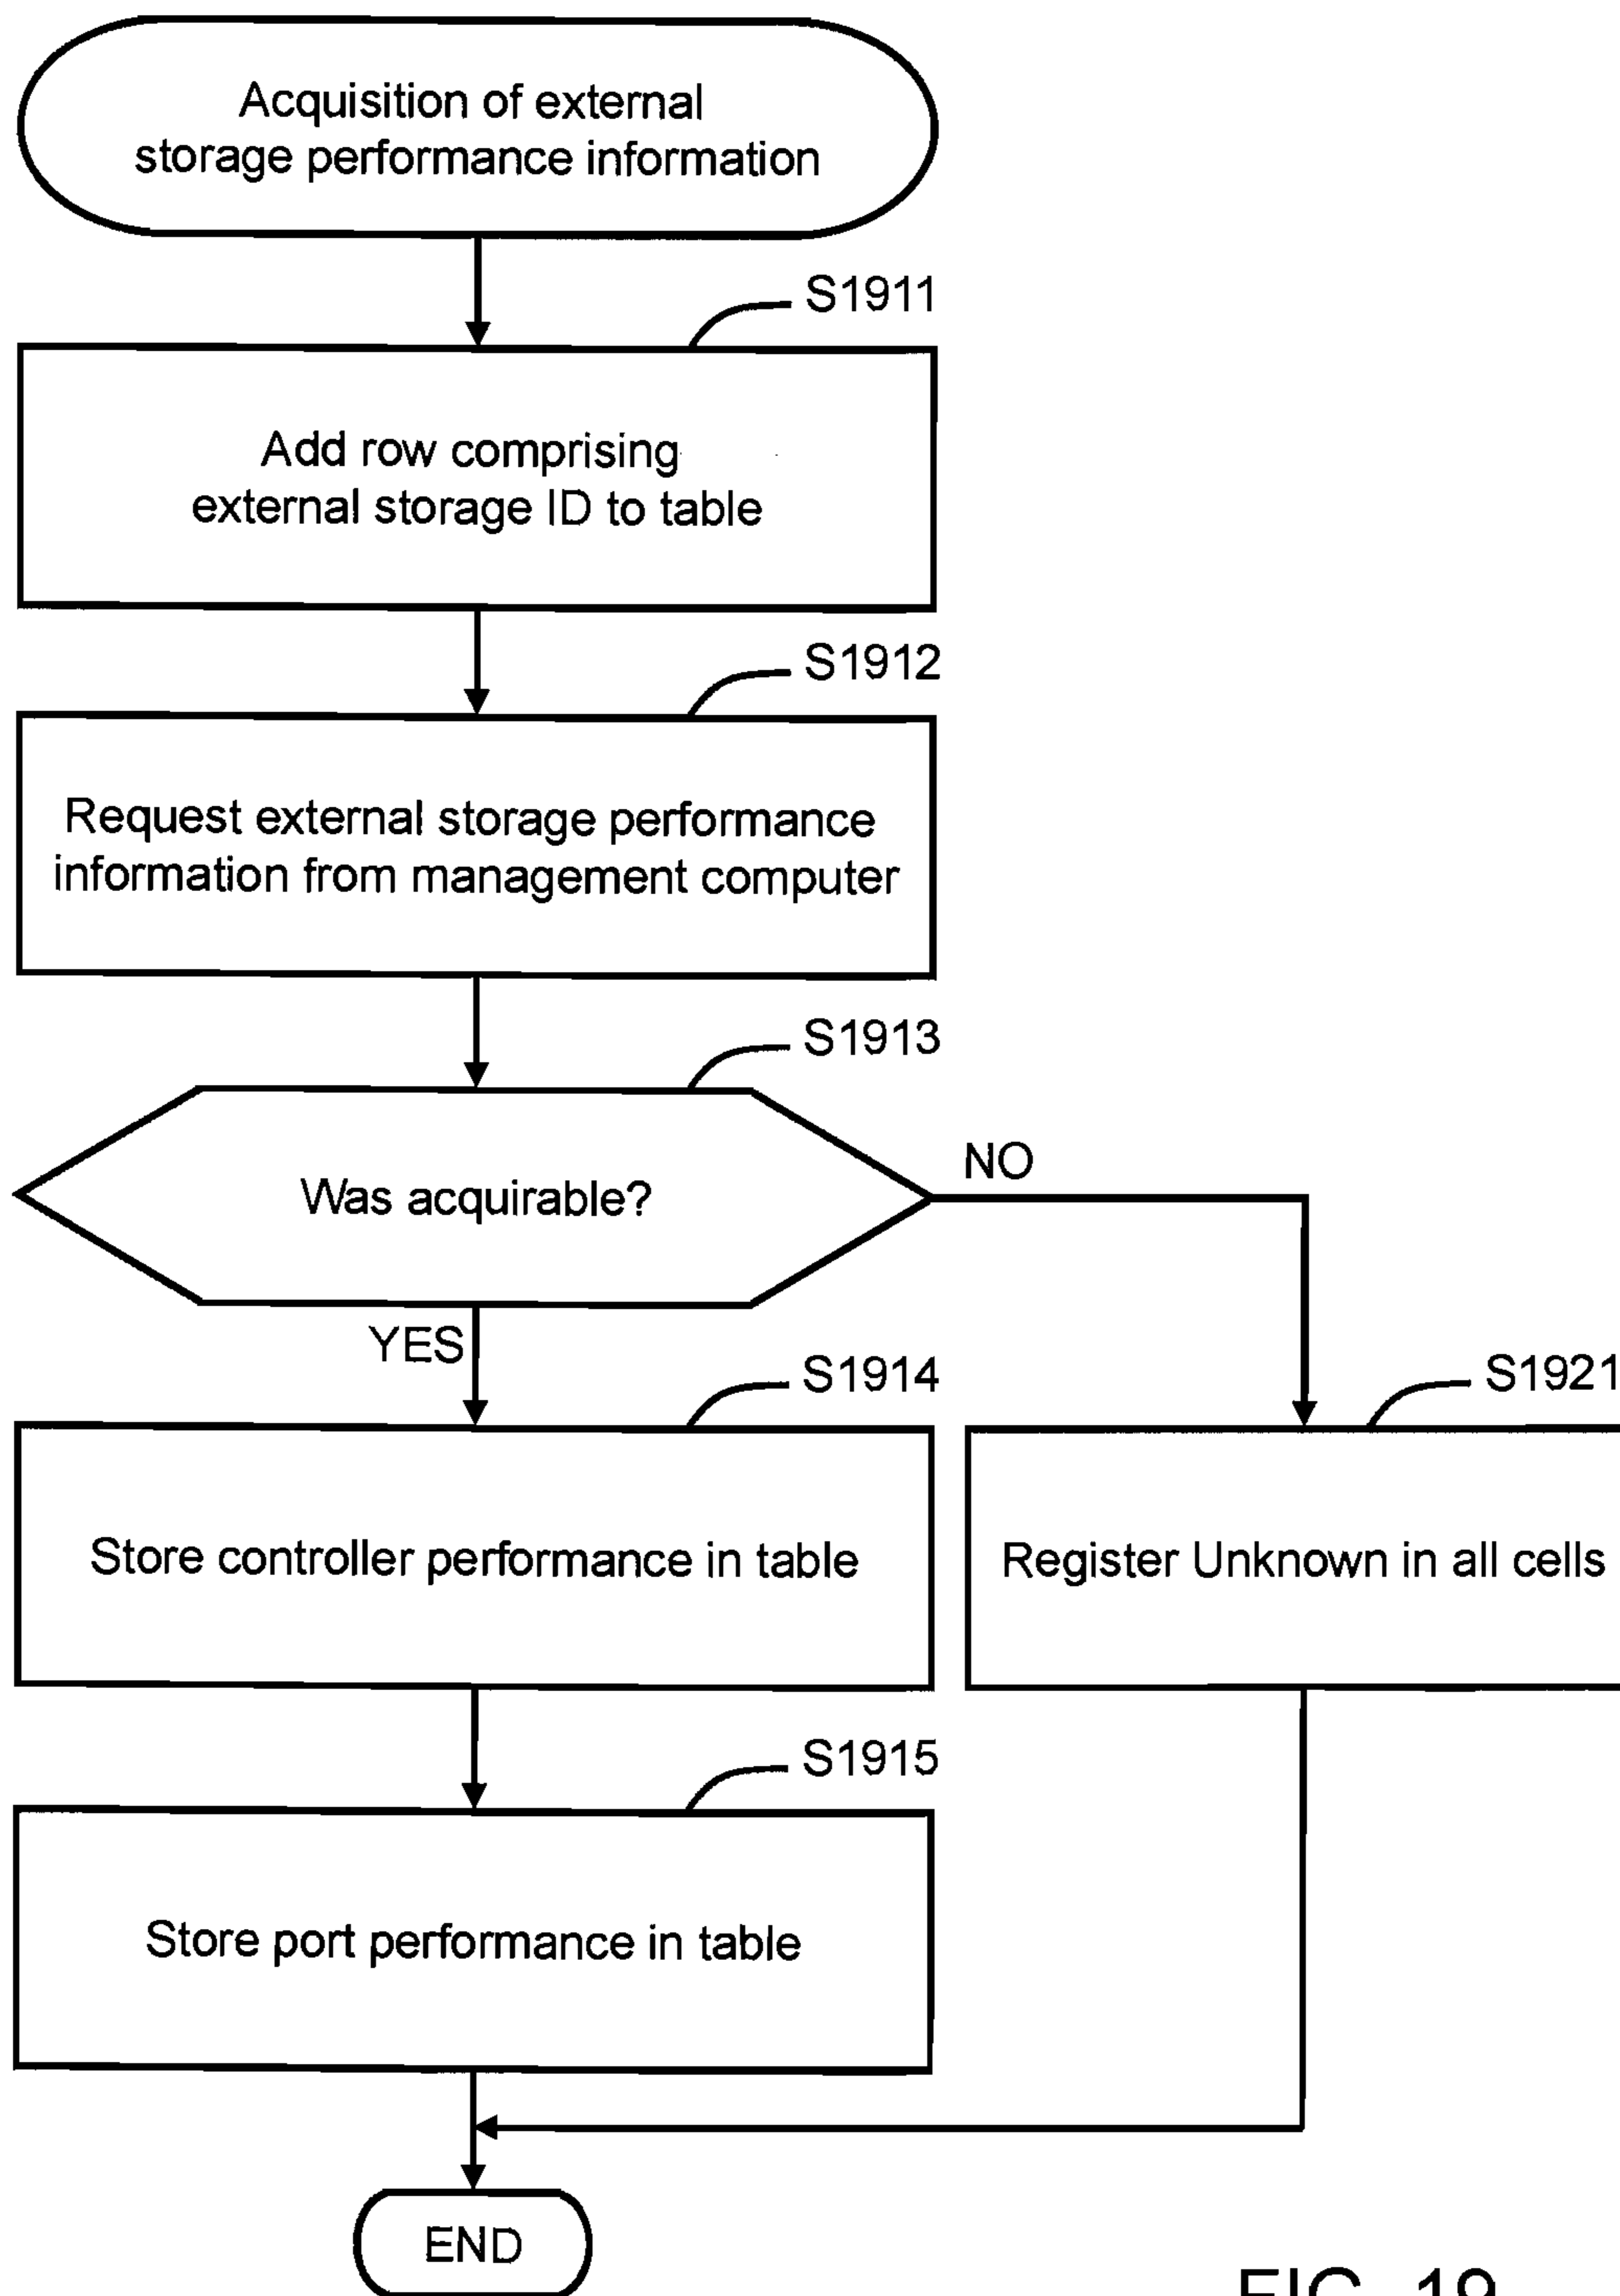 Acquisition of external
storage performance information
S1911
Add row comprising
external storage ID to table
S1912
Request external storage performance
information from management computer
S1913
Was acquirable?
NO
YES
S1914
Store controller performance in table
S1921
Register Unknown in all cells
S1915
Store port performance in table
END
FIG. 19